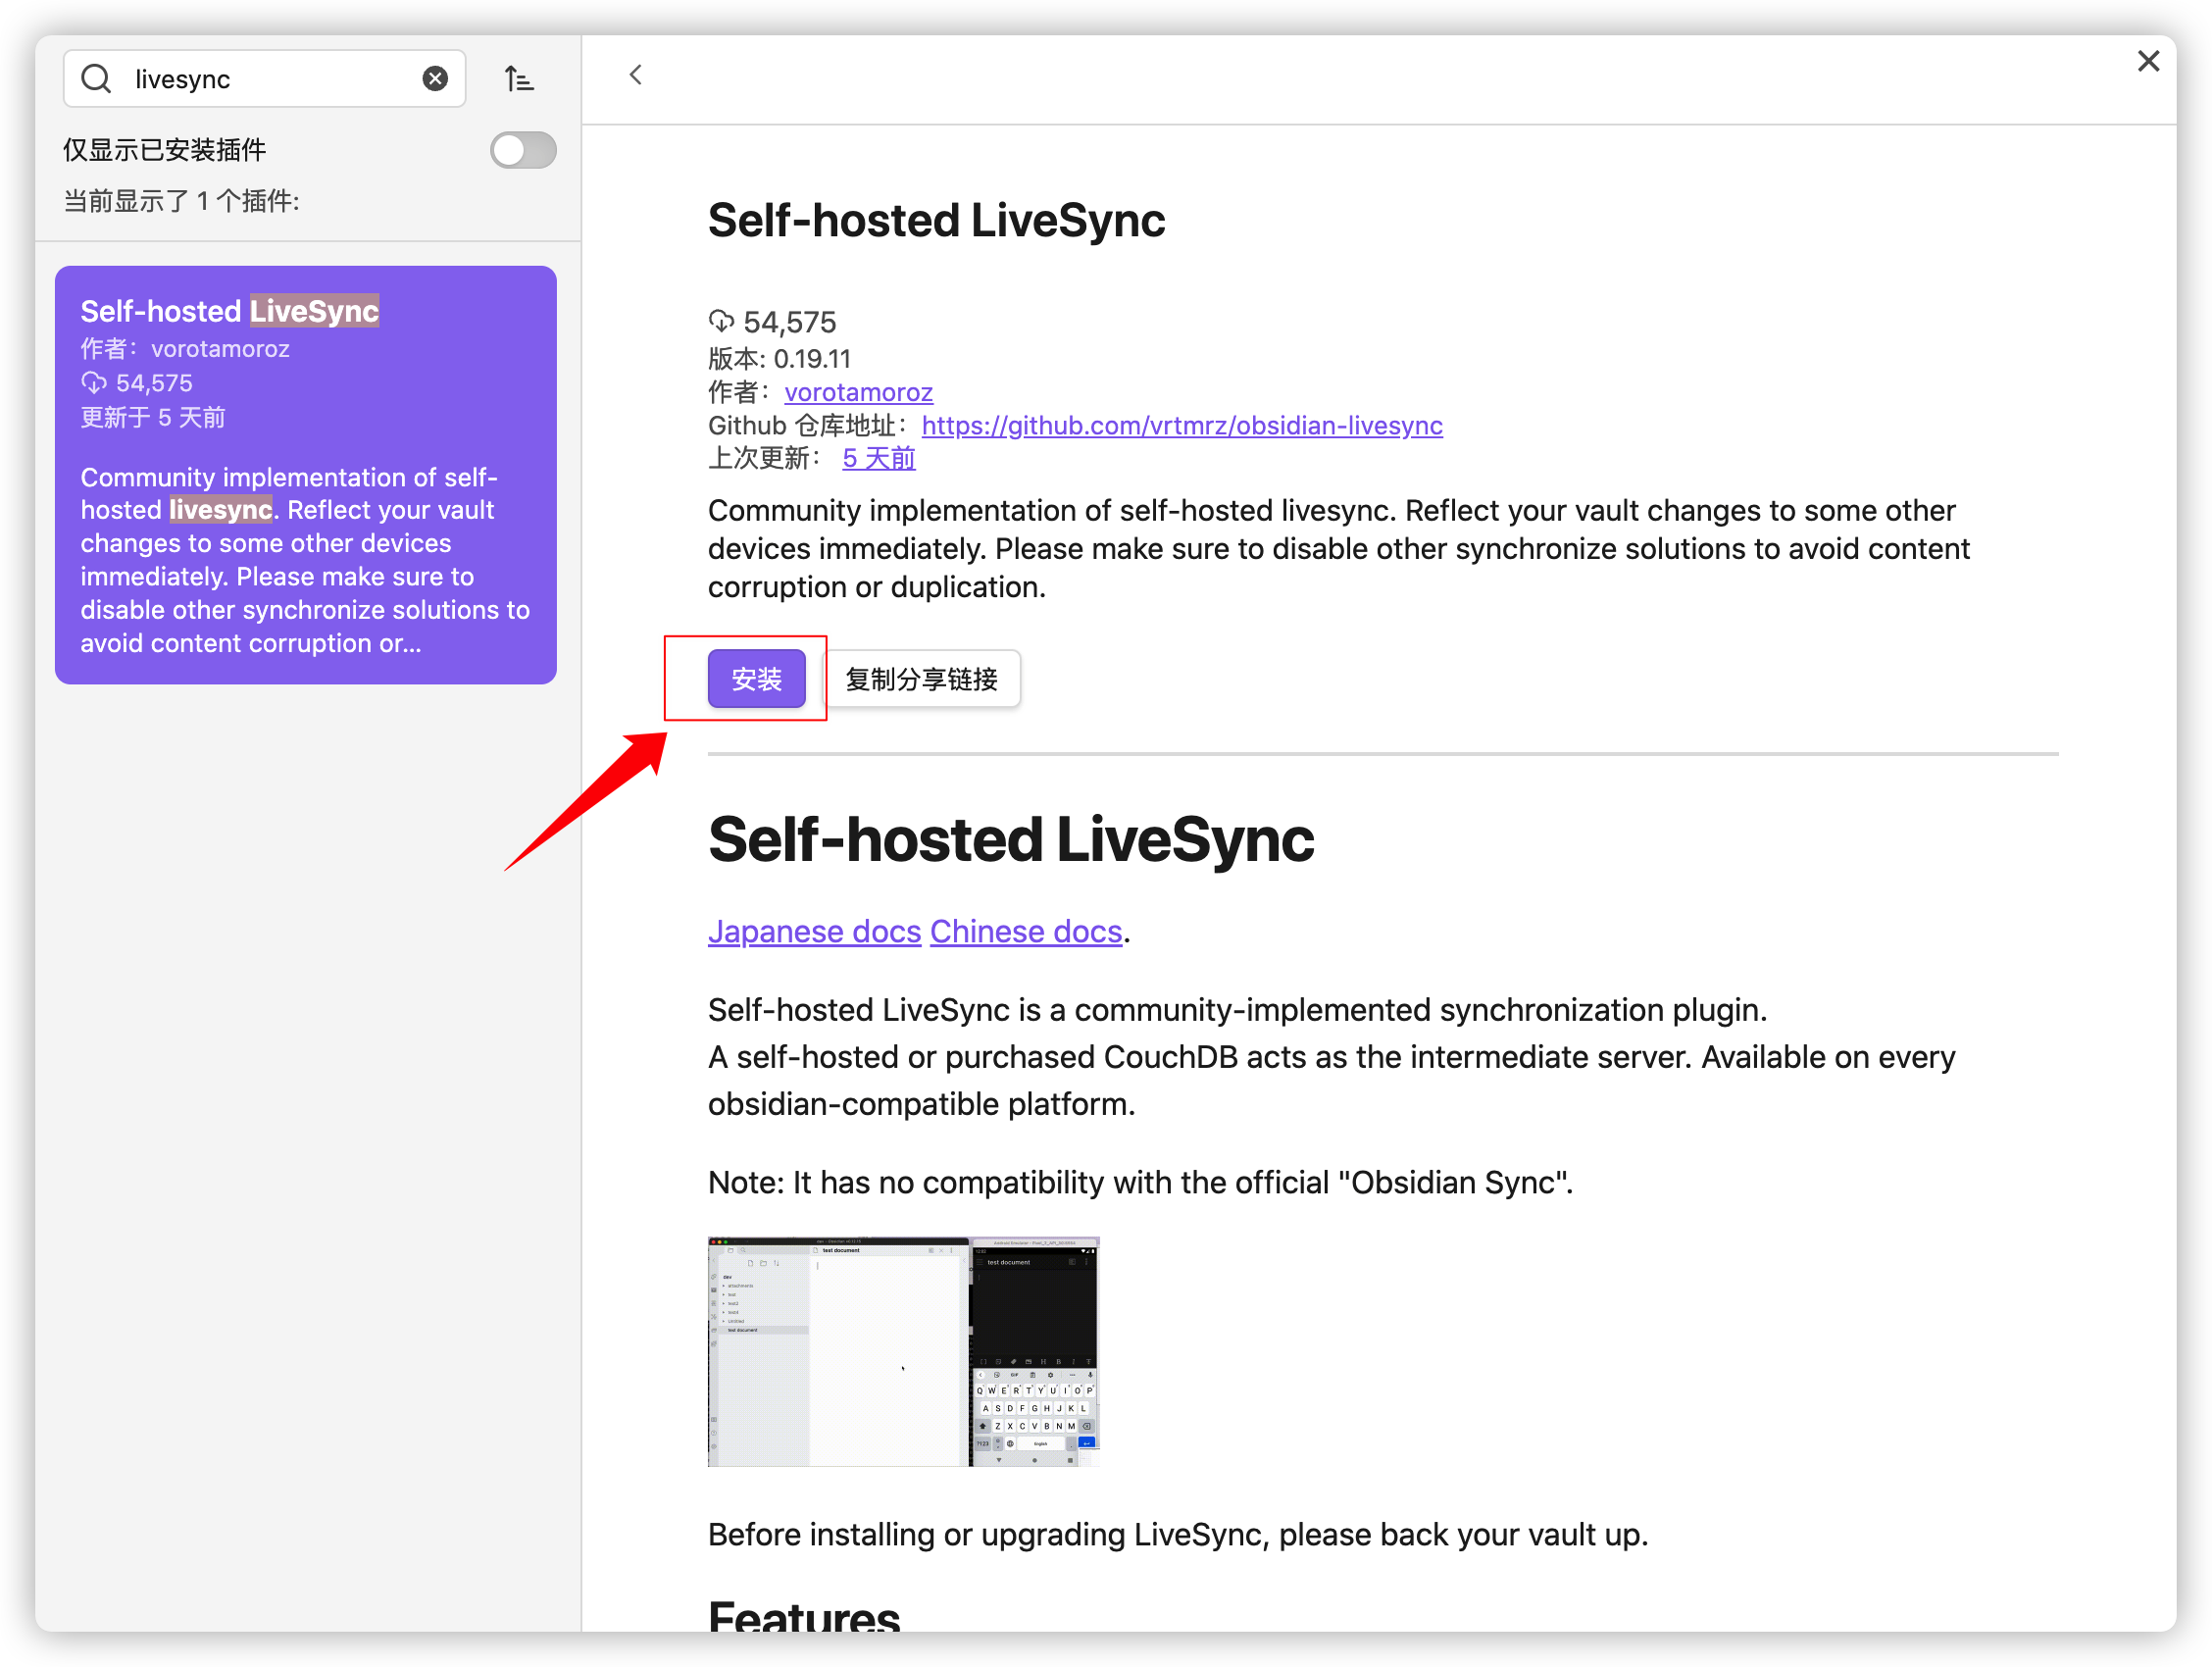 livesync
仅显示已安装插件
当前显示了 1 个插件:
Self-hosted LiveSync
作者：vorotamoroz
54,575
更新于 5 天前
Community implementation of self-
hosted livesync. Reflect your vault
changes to some other devices
immediately. Please make sure to
disable other synchronize solutions to
avoid content corruption or...
Self-hosted LiveSync
54,575
版本: 0.19.11
作者：vorotamoroz
Github 仓库地址：https://github.com/vrtmrz/obsidian-livesync
上次更新：5 天前
Community implementation of self-hosted livesync. Reflect your vault changes to some other
devices immediately. Please make sure to disable other synchronize solutions to avoid content
corruption or duplication.
安装
复制分享链接
Self-hosted LiveSync
Japanese docs Chinese docs.
Self-hosted LiveSync is a community-implemented synchronization plugin.
A self-hosted or purchased CouchDB acts as the intermediate server. Available on every
obsidian-compatible platform.
Note: It has no compatibility with the official "Obsidian Sync".
test document
test document
test document
Q W E R T Y U I O P
A S D F G H J K L
Z X C V B N M
Before installing or upgrading LiveSync, please back your vault up.
Features